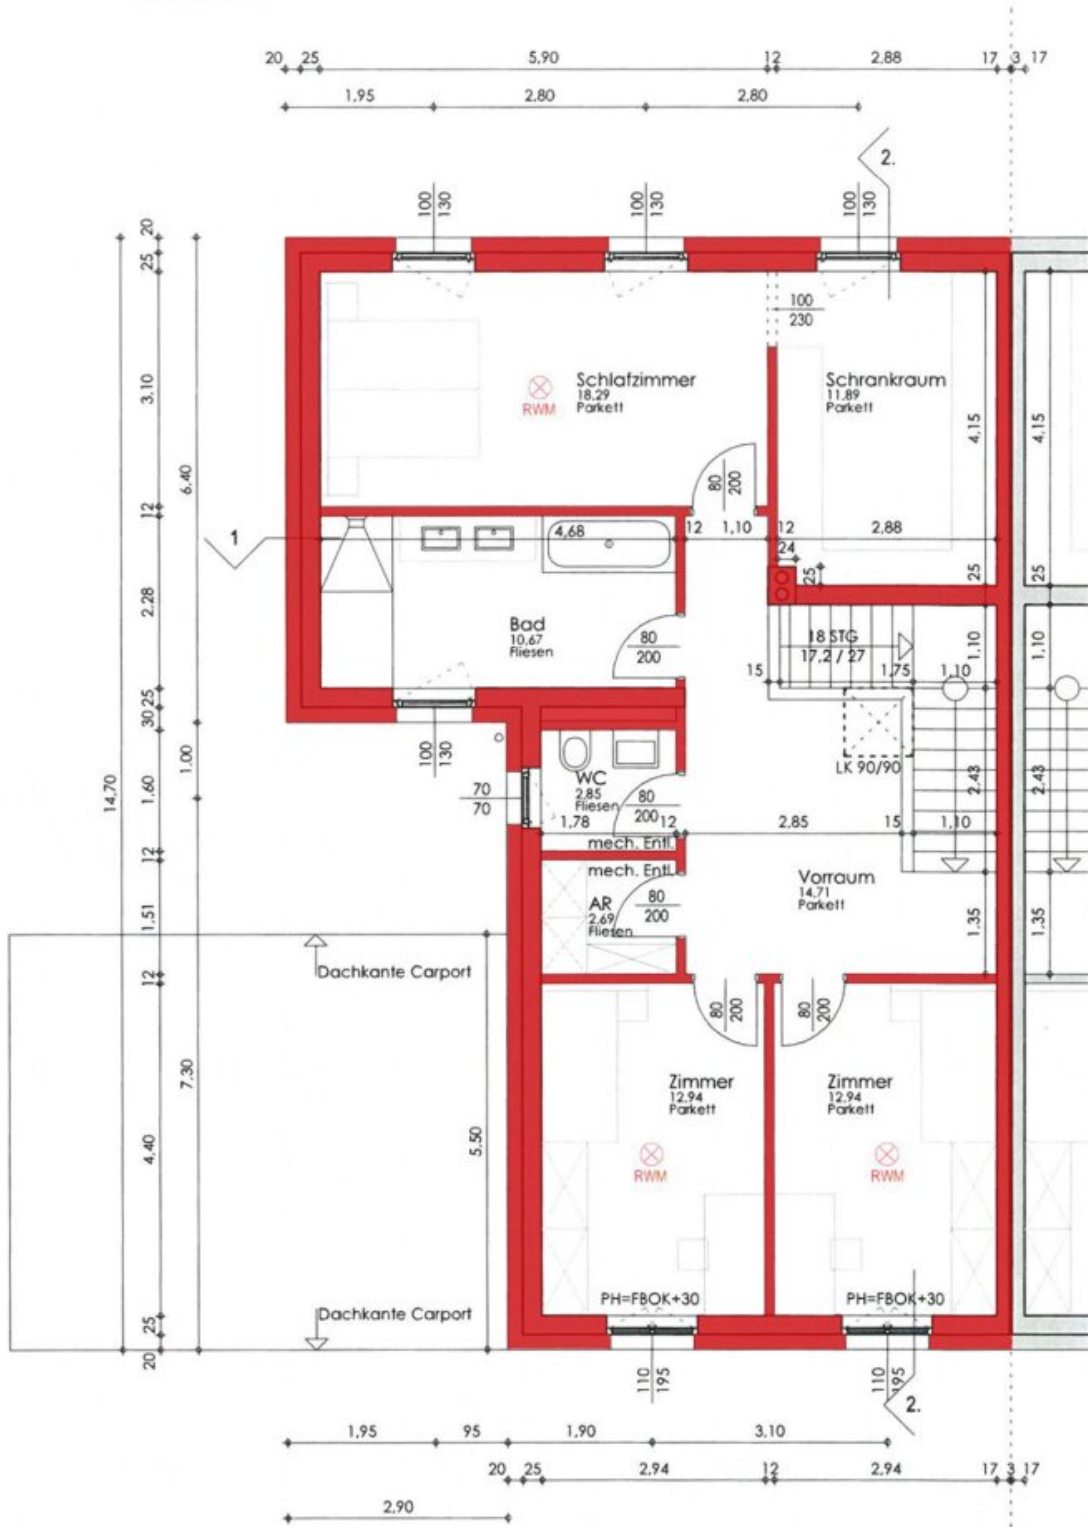 20 25 5,90 12 2,88 17 3 17
1,95 2,80 2,80
2.
100
130
100
130
100
130
20
25
100
230
Schlafzimmer
18,29
Parkett
RWM
Schrankraum
11,89
Parkett
3,10
6,40
4,15
4,15
80
200
12
1
4,68 12 1,10 12 2,88
24
25
25
25
2,28
Bad
10,67
Fliesen
80
200
18 STG
17,2 / 27
1,10
1,10
15 1,75 1,10
25
30
100
130
LK 90/90
WC
2,85
Fliesen
80
200
70
70
1,00
1,60
14,70
2,43
2,43
1,78 12 2,85 15 1,10
mech. Entl.
12
mech. Entl.
AR
2,69
Fliesen
80
200
Vorraum
14,71
Parkett
1,51
1,35
1,35
Dachkante Carport
12
80
200
80
200
7,30
Zimmer
12,94
Parkett
Zimmer
12,94
Parkett
4,40
5,50
RWM
RWM
PH=FBOK+30
PH=FBOK+30
Dachkante Carport
25
20
110
195
110
195
2.
1,95 95 1,90 3,10
20 25 2,94 12 2,94 17 3 17
2,90